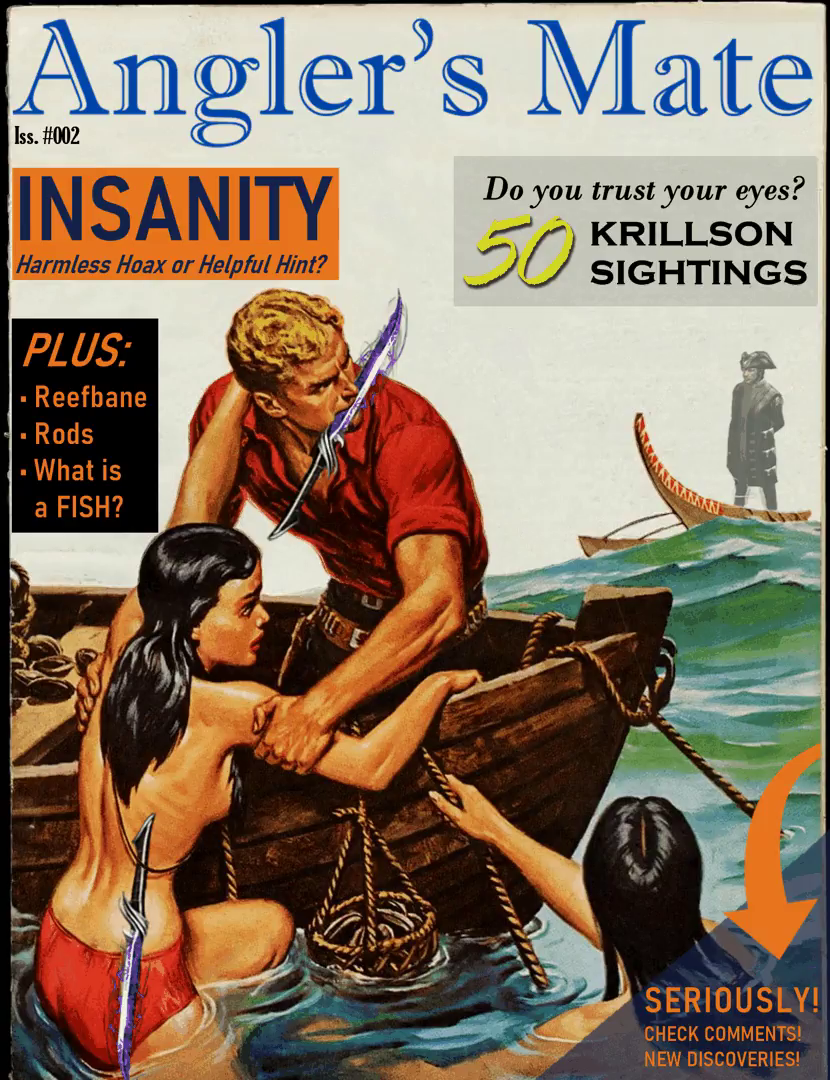 Angler's Mate
Iss. #002
INSANITY
Harmless Hoax or Helpful Hint?
Do you trust your eyes?
50 KRILLSON
SIGHTINGS
PLUS:
▪ Reefbane
▪ Rods
▪ What is
a FISH?
SERIOUSLY!
CHECK COMMENTS!
NEW DISCOVERIES!